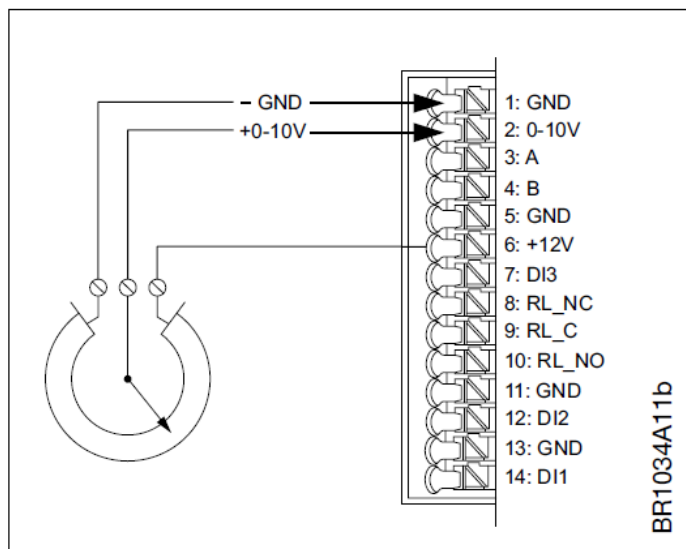 – GND
+0-10V
1: GND
2: 0-10V
3: A
4: B
5: GND
6: +12V
7: DI3
8: RL_NC
9: RL_C
10: RL_NO
11: GND
12: DI2
13: GND
14: DI1
BR1034A11b